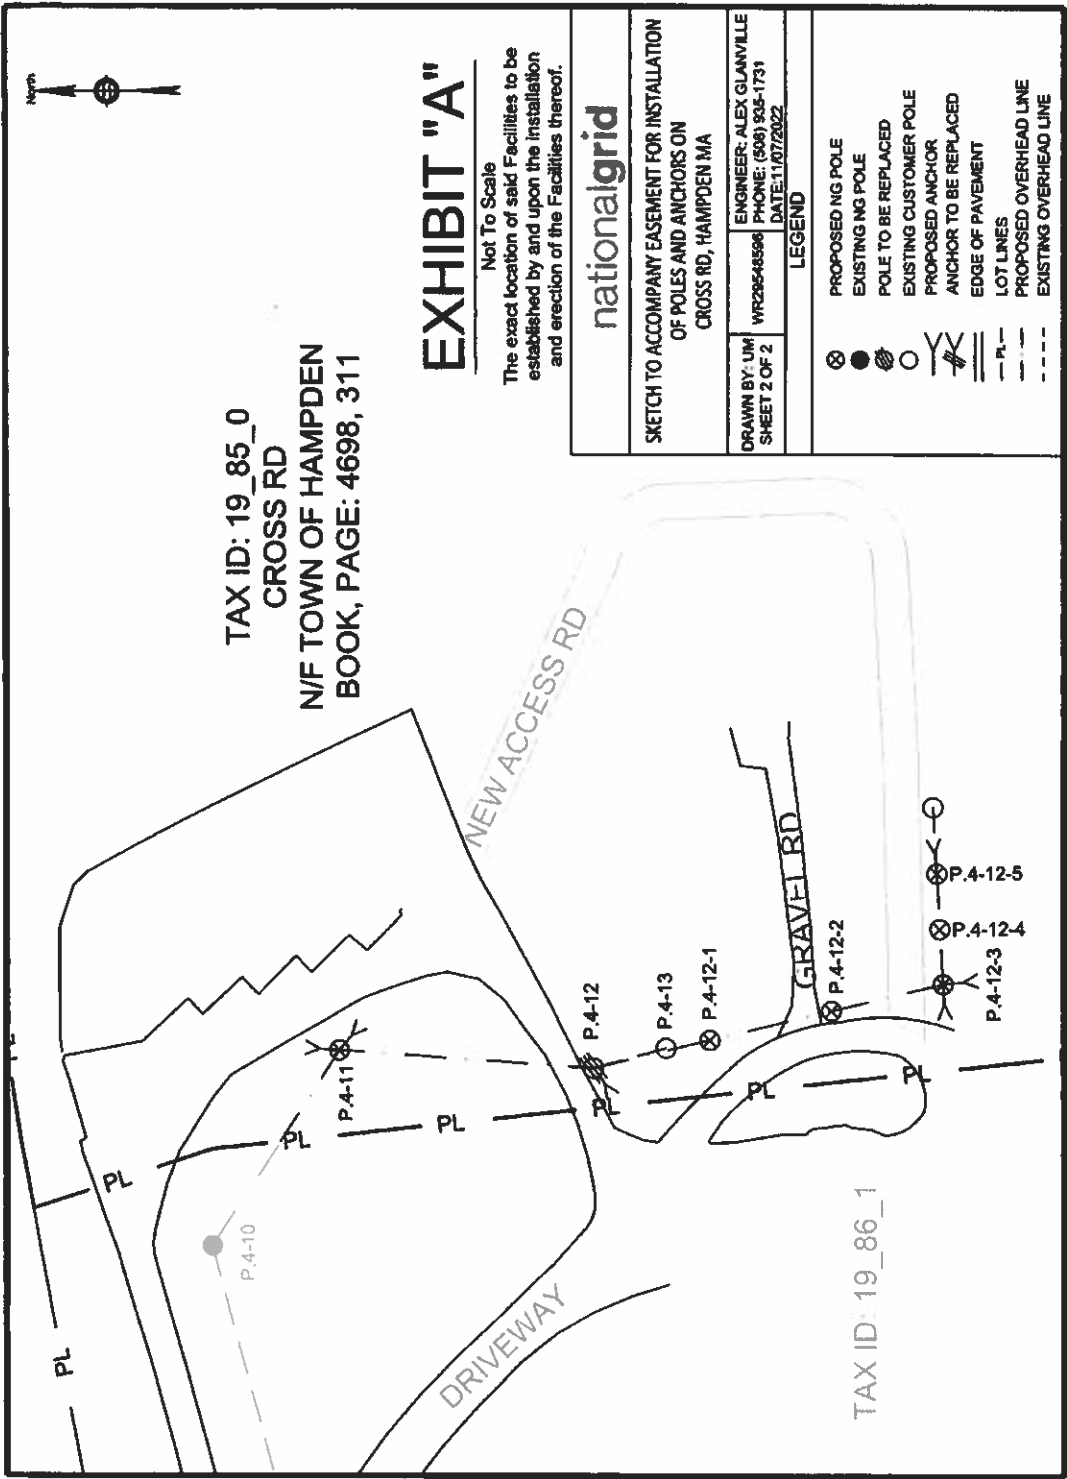 North
TAX ID: 19_85_0
CROSS RD
N/F TOWN OF HAMPDEN
BOOK, PAGE: 4698, 311
EXHIBIT "A"
Not To Scale
The exact location of said Facilities to be
established by and upon the installation
and erection of the Facilities thereof.
nationalgrid
SKETCH TO ACCOMPANY EASEMENT FOR INSTALLATION
OF POLES AND ANCHORS ON
CROSS RD, HAMPDEN MA
DRAWN BY: UM
SHEET 2 OF 2
WR29548596
ENGINEER: ALEX GLANVILLE
PHONE: (508) 935-1731
DATE:11/07/2022
LEGEND
PROPOSED NG POLE
EXISTING NG POLE
POLE TO BE REPLACED
EXISTING CUSTOMER POLE
PROPOSED ANCHOR
ANCHOR TO BE REPLACED
EDGE OF PAVEMENT
PL
LOT LINES
PROPOSED OVERHEAD LINE
EXISTING OVERHEAD LINE
PL
PL
PL
PL
PL
PL
PL
P.4-10
P.4-11
P.4-12
P.4-13
P.4-12-1
P.4-12-2
P.4-12-3
P.4-12-4
P.4-12-5
NEW ACCESS RD
GRAVEL RD
DRIVEWAY
TAX ID: 19_86_1